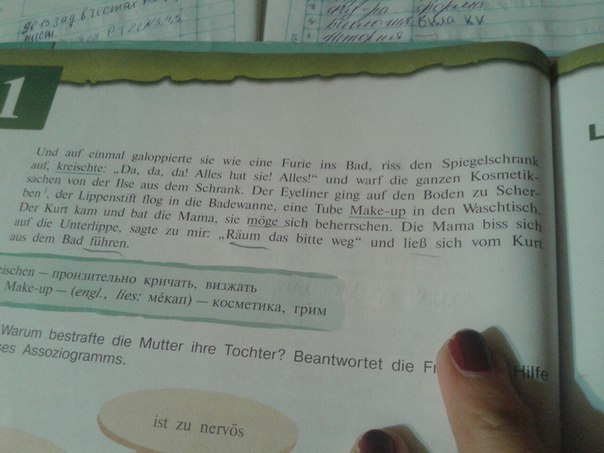 1
Und auf einmal galoppierte sie wie eine Furie ins Bad, riss den Spiegelschrank
auf, kreischte: „Da, da, da! Alles hat sie! Alles!“ und warf die ganzen Kosmetik-
sachen von der Ilse aus dem Schrank. Der Eyeliner ging auf den Boden zu Scher-
ben¹, der Lippenstift flog in die Badewanne, eine Tube Make-up in den Waschtisch.
Der Kurt kam und bat die Mama, sie möge sich beherrschen. Die Mama biss sich
auf die Unterlippe, sagte zu mir: „Räum das bitte weg“ und ließ sich vom Kurt
aus dem Bad führen.
eischen — пронзительно кричать, визжать
Make-up — (engl., lies: мéкап) — косметика, грим
Warum bestrafte die Mutter ihre Tochter? Beantwortet die Hilfe
es Assoziogramms.
ist zu nervös